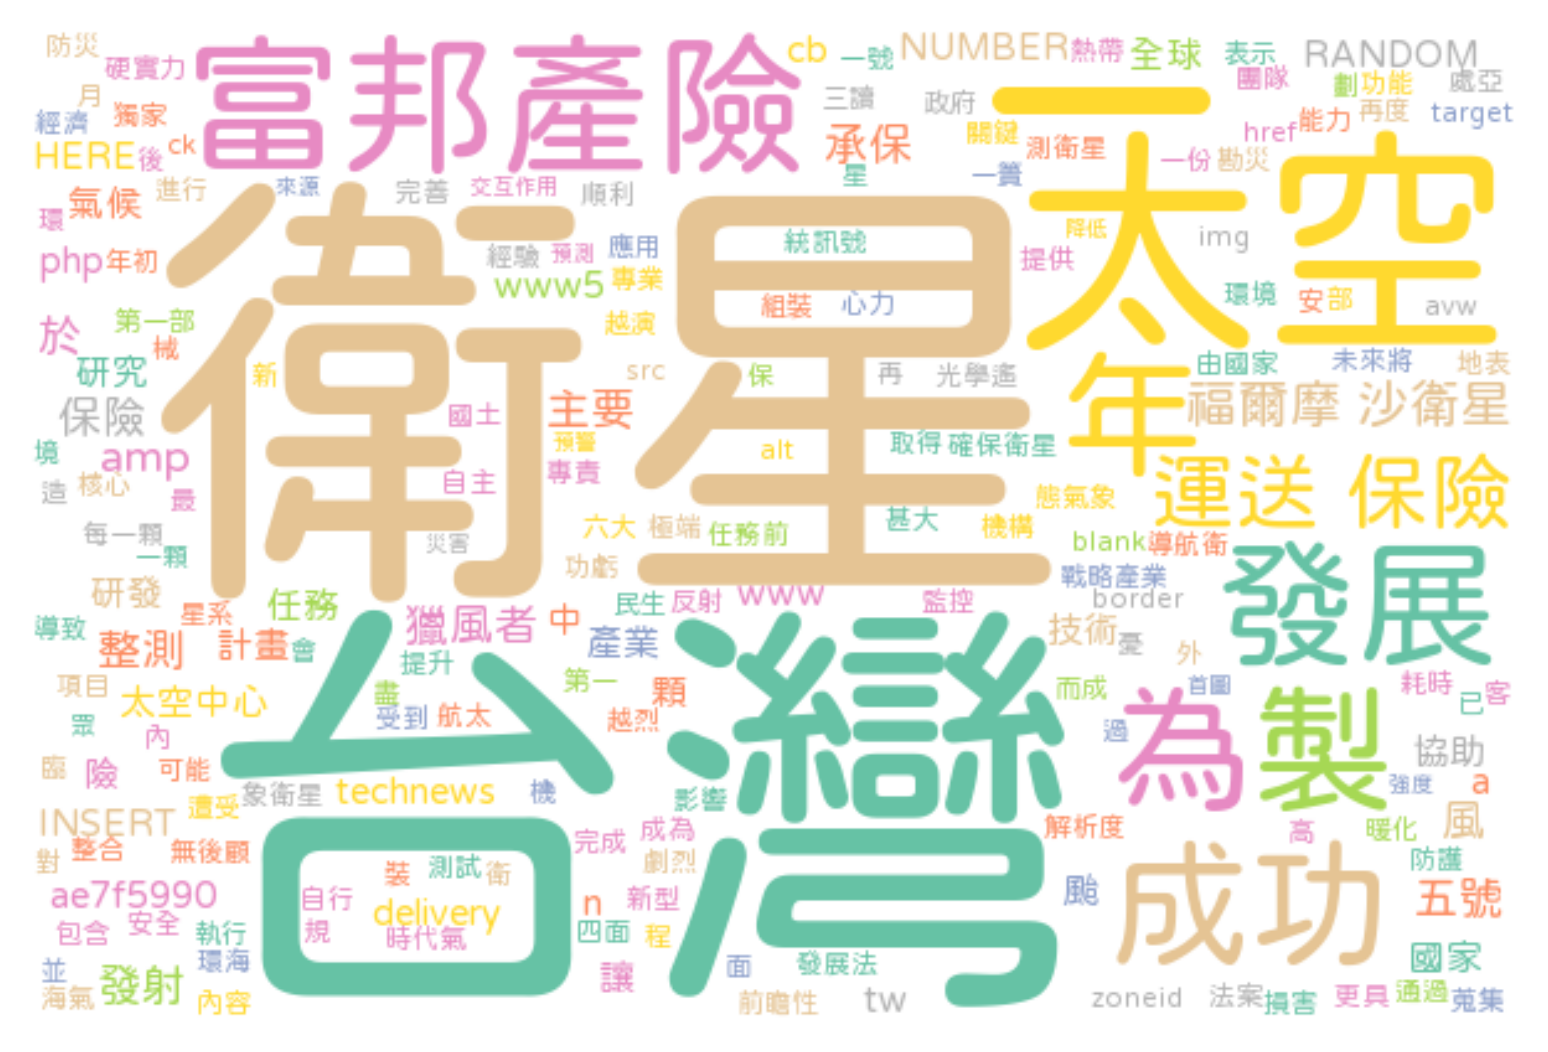 防災 硬實力 富邦產險 cb 一號 NUMBER 熱帶 全球 表示 RANDOM
月 獨家 三讀 政府 一 團隊 劃 功能 處亞
經濟 ck 承保 關鍵 測衛星 href 能力 再度 target
HERE 後 星 一簣 太空 一份 勘災
環 氣候 進行 來源 完善 交互作用 順利
php 年初 衛星 經驗 預測 應用 統訊號 提供 降低 img
www5 專業 組裝 心力 環境 安 部 avw
於 第一部 械 越演
研究 新 src 保 再 光學遙 年 由國家 未來將 地表
保險 國土 主要 福爾摩 沙衛星
境 amp 預警 alt 取得 確保衛星
造 核心 最 自主 專責 態氣象 運送 保險
每一顆 一顆 災害 六大 極端 任務前 甚大 機構 blank 導航衛
研發 功虧 戰略產業 發展
導致 星系 任務 獵風者 中 民生 反射 www 監控 border
整測 計畫 會 提升 產業 台灣 技術 憂 外
項目 太空中心 盡 第一 顆 而成 首圖 耗時 已 客
眾 內 受到 航太 越烈 過 為 製 協助
臨 險 可能 象衛星 technews 機 影響 強度 a
INSERT 遭受 完成 成為 解析度 高 暖化 風
對 整合 無後顧 裝 測試 衛 劇烈 成功 防護
ae7f5990 自行 delivery n 新型 颱 五號
包含 安全 執行 規 時代氣 四面 程 國家
並 發射 環海 讓 面 發展法
海氣 內容 前瞻性 tw zoneid 法案 損害 更具 通過 蒐集